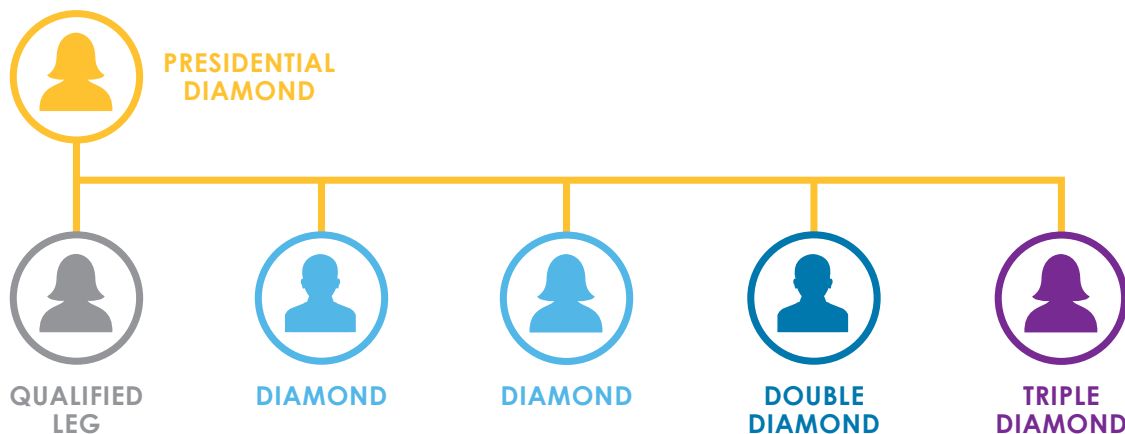 PRESIDENTIAL
DIAMOND
QUALIFIED
LEG
DIAMOND
DIAMOND
DOUBLE
DIAMOND
TRIPLE
DIAMOND